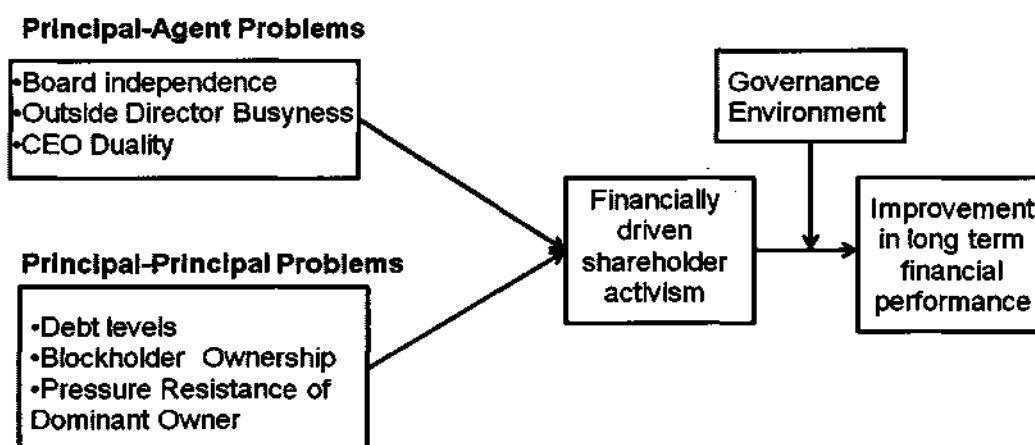 Principal-Agent Problems
•Board independence
•Outside Director Busyness
•CEO Duality
Governance
Environment
Financially
driven
shareholder
activism
Improvement
in long term
financial
performance
Principal-Principal Problems
•Debt levels
•Blockholder Ownership
•Pressure Resistance of
Dominant Owner